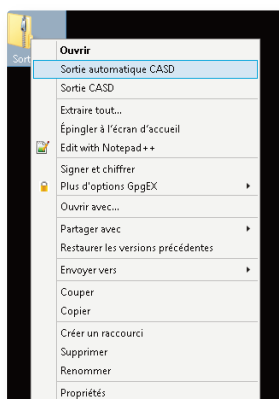 Sort
Ouvrir
Sortie automatique CASD
Sortie CASD
Extraire tout...
Épingler à l'écran d'accueil
Edit with Notepad++
Signer et chiffrer
Plus d'options GpgEX
Ouvrir avec...
Partager avec
Restaurer les versions précédentes
Envoyer vers
Couper
Copier
Créer un raccourci
Supprimer
Renommer
Propriétés